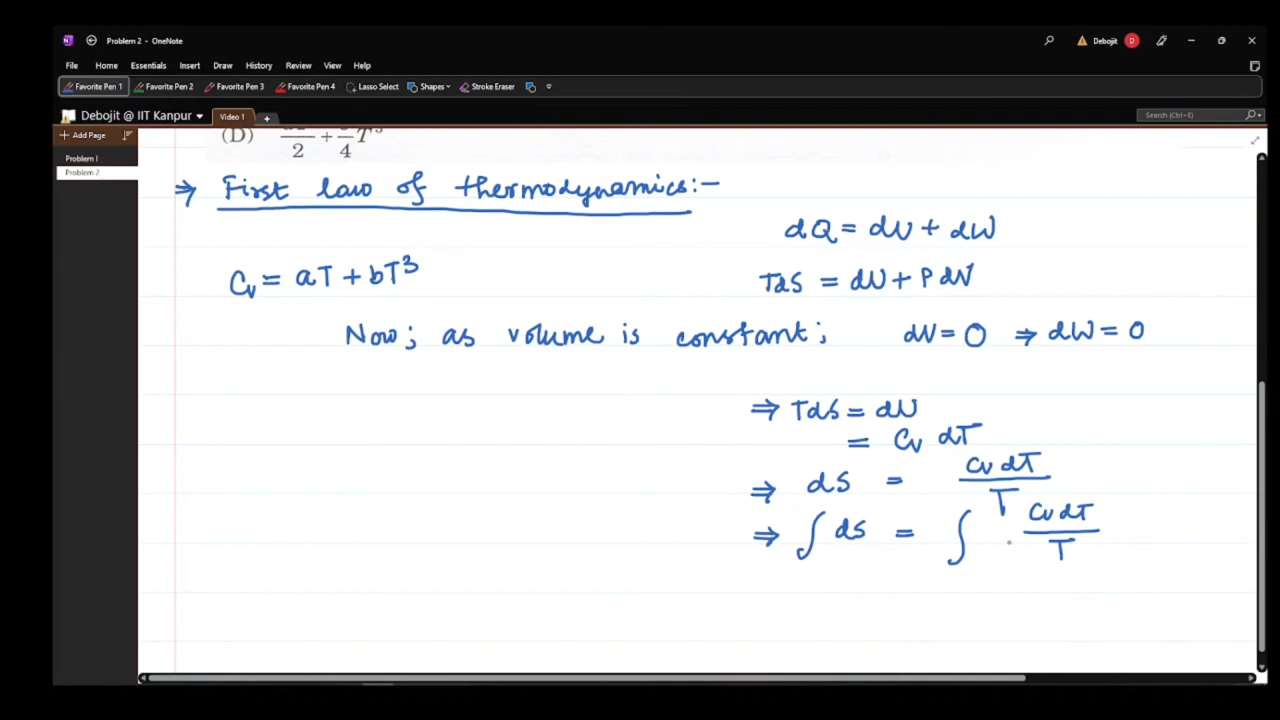 Problem 2 - OneNote
Debojit D
File Home Essentials Insert Draw History Review View Help
Favorite Pen 1 Favorite Pen 2 Favorite Pen 3 Favorite Pen 4 Lasso Select Shapes Stroke Eraser
Debojit @ IIT Kanpur Video 1 + Search (Ctrl+E)
+ Add Page
Problem 1
Problem 2
(D) /2 + /4 T³
⇒ First law of thermodynamics:-
dQ = dU + dW
Cv = aT + bT³
TdS = dU + PdV
Now; as volume is constant; dV = 0 ⇒ dW = 0
⇒ TdS = dU
= Cv dT
⇒ dS = Cv dT / T
⇒ ∫ dS = ∫ Cv dT / T